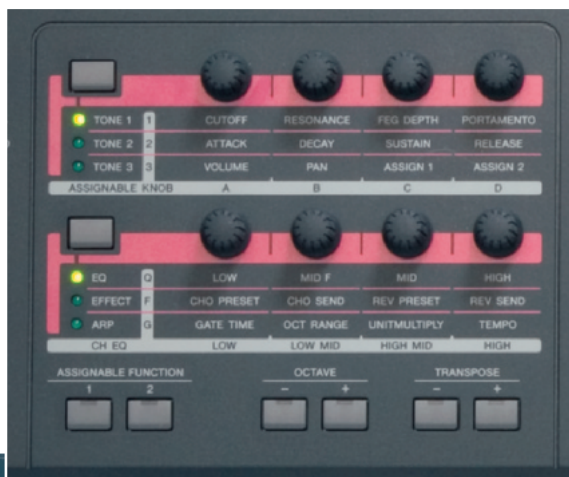 TONE 1 1 CUTOFF RESONANCE FEG DEPTH PORTAMENTO
TONE 2 2 ATTACK DECAY SUSTAIN RELEASE
TONE 3 3 VOLUME PAN ASSIGN 1 ASSIGN 2
ASSIGNABLE KNOB A B C D
EQ Q LOW MID F MID HIGH
EFFECT F CHO PRESET CHO SEND REV PRESET REV SEND
ARP G GATE TIME OCT RANGE UNITMULTIPLY TEMPO
CH EQ LOW LOW MID HIGH MID HIGH
ASSIGNABLE FUNCTION OCTAVE TRANSPOSE
1 2 − + − +